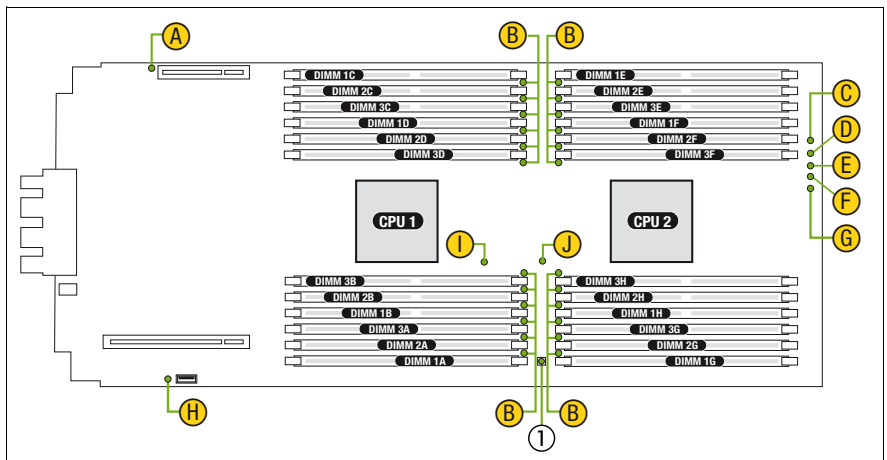 A
B B
DIMM 1C DIMM 1E
DIMM 2C DIMM 2E
C
DIMM 3C DIMM 3E
DIMM 1D DIMM 1F
D
DIMM 2D DIMM 2F
DIMM 3D DIMM 3F
E
F
CPU 1 CPU 2
G
I J
DIMM 3B DIMM 3H
DIMM 2B DIMM 2H
DIMM 1B DIMM 1H
DIMM 3A DIMM 3G
DIMM 2A DIMM 2G
DIMM 1A DIMM 1G
H
B B
1